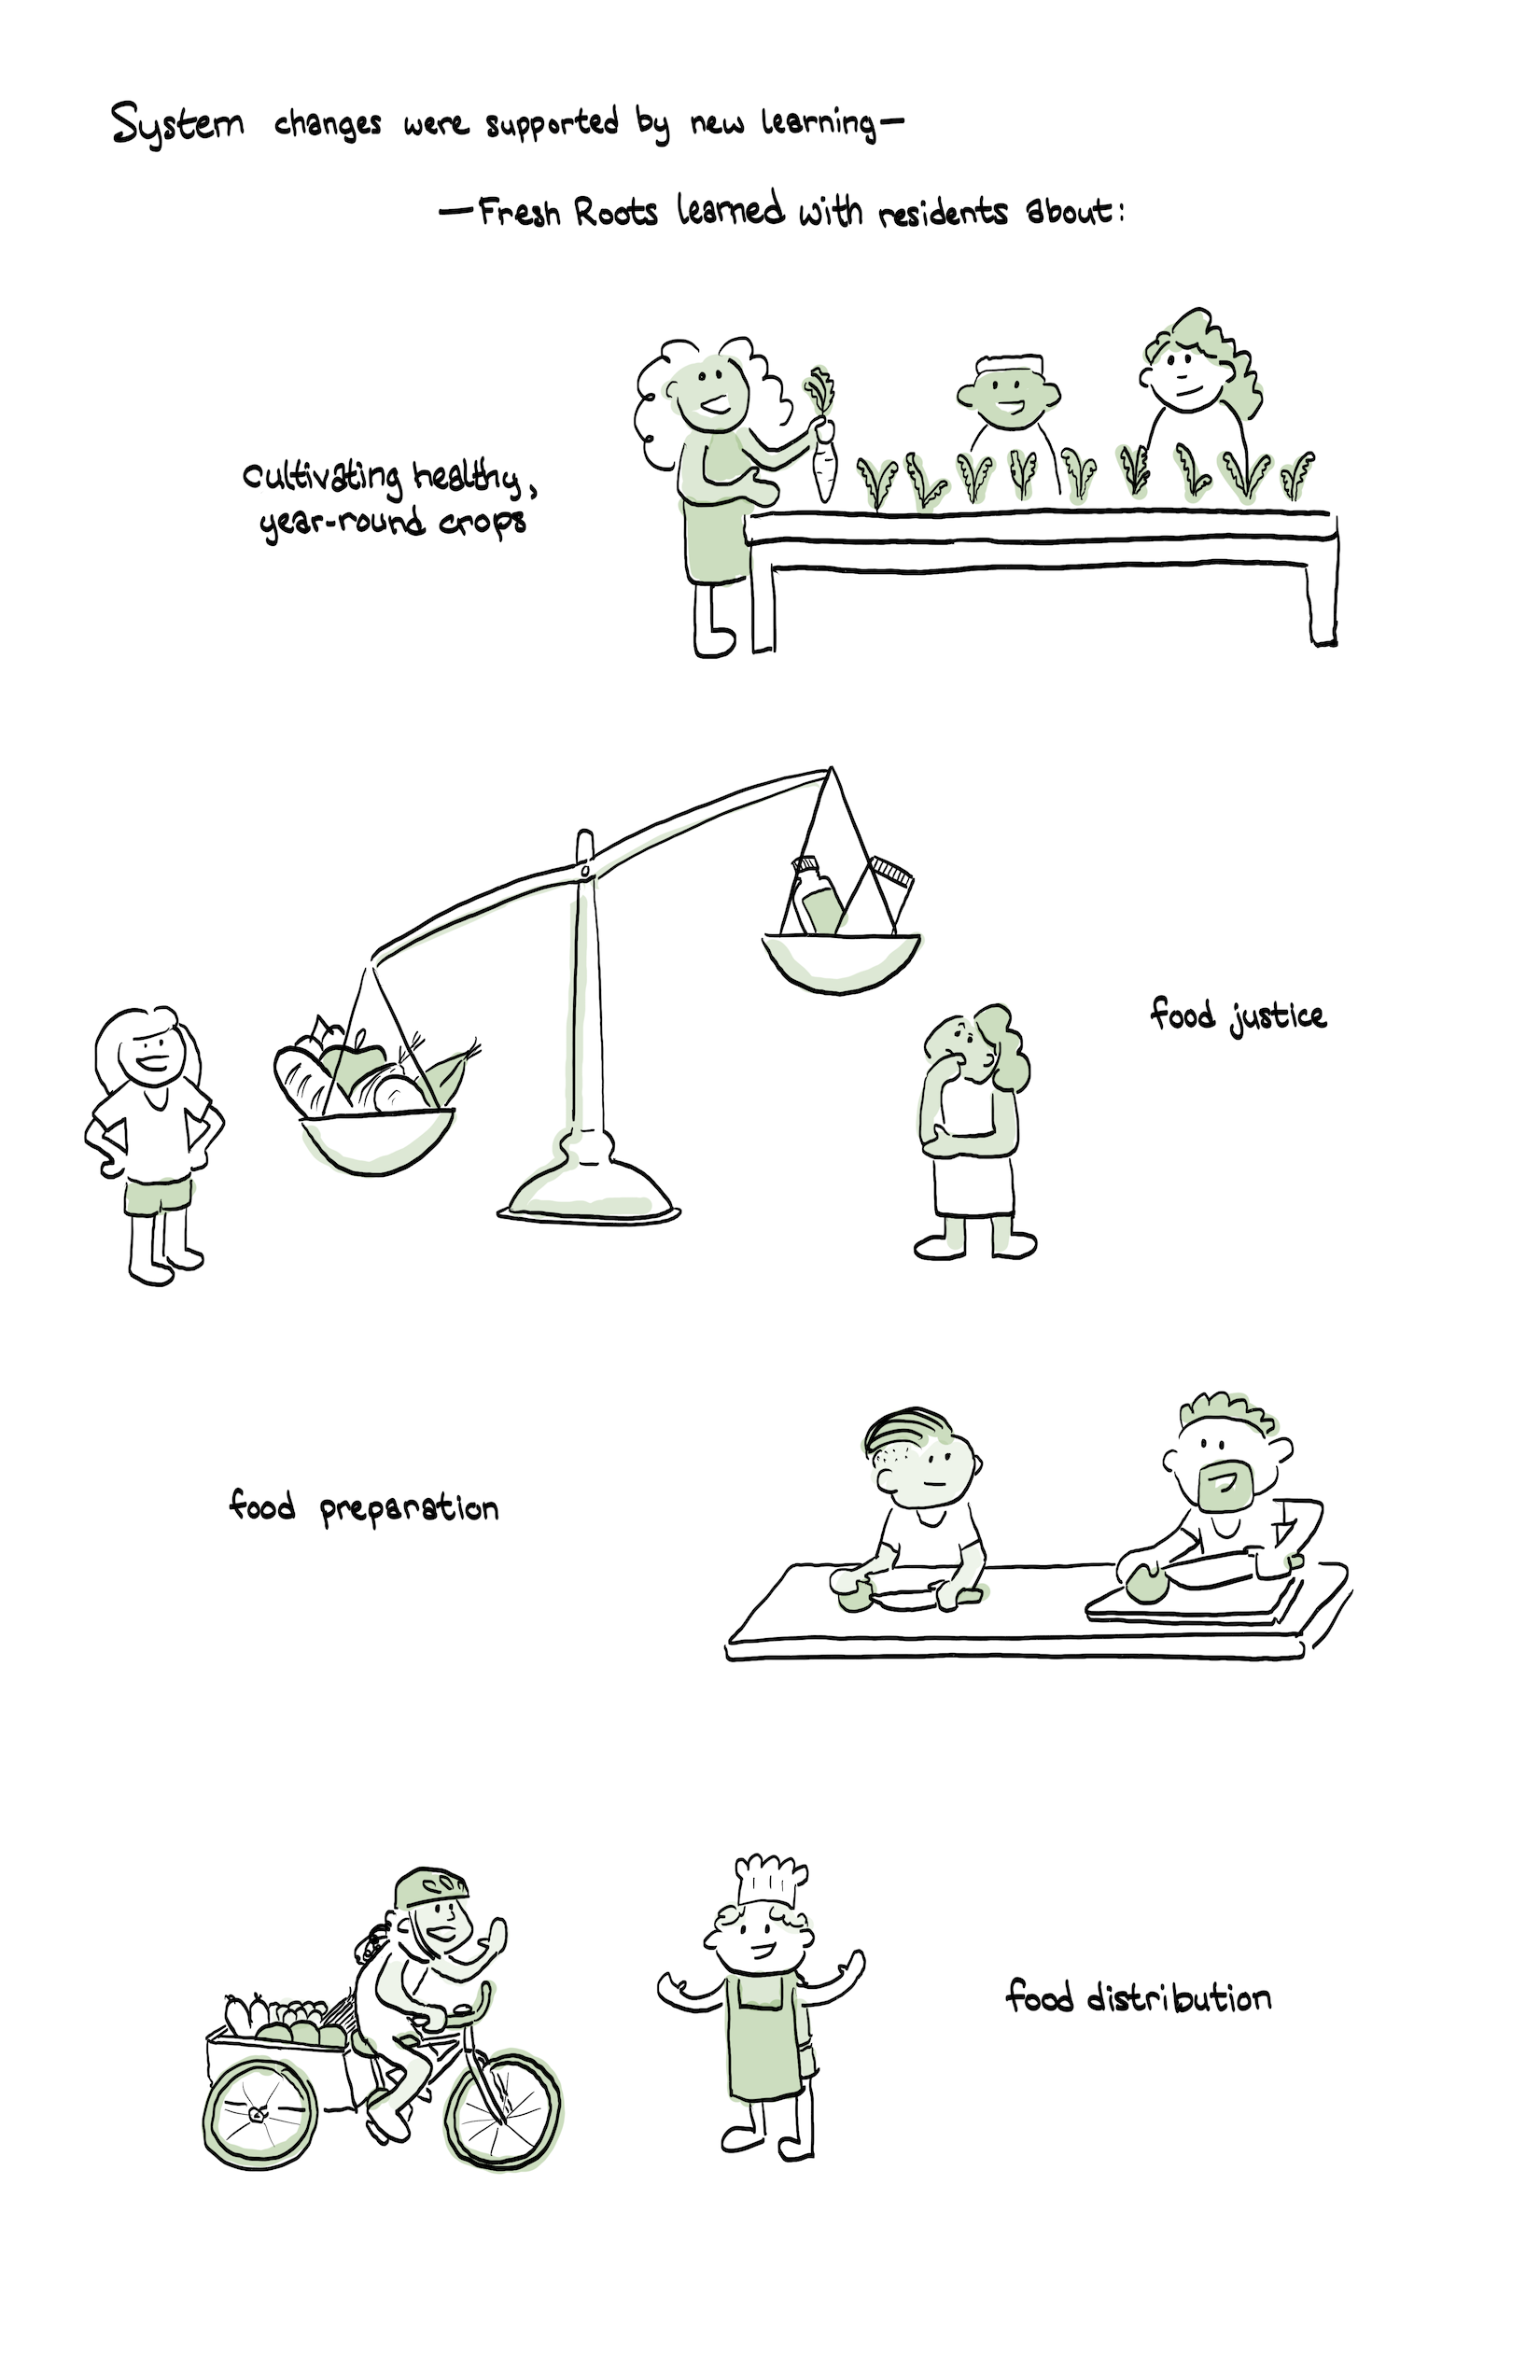 System changes were supported by new learning—
—Fresh Roots learned with residents about:
cultivating healthy,
year-round crops
food justice
food preparation
food distribution